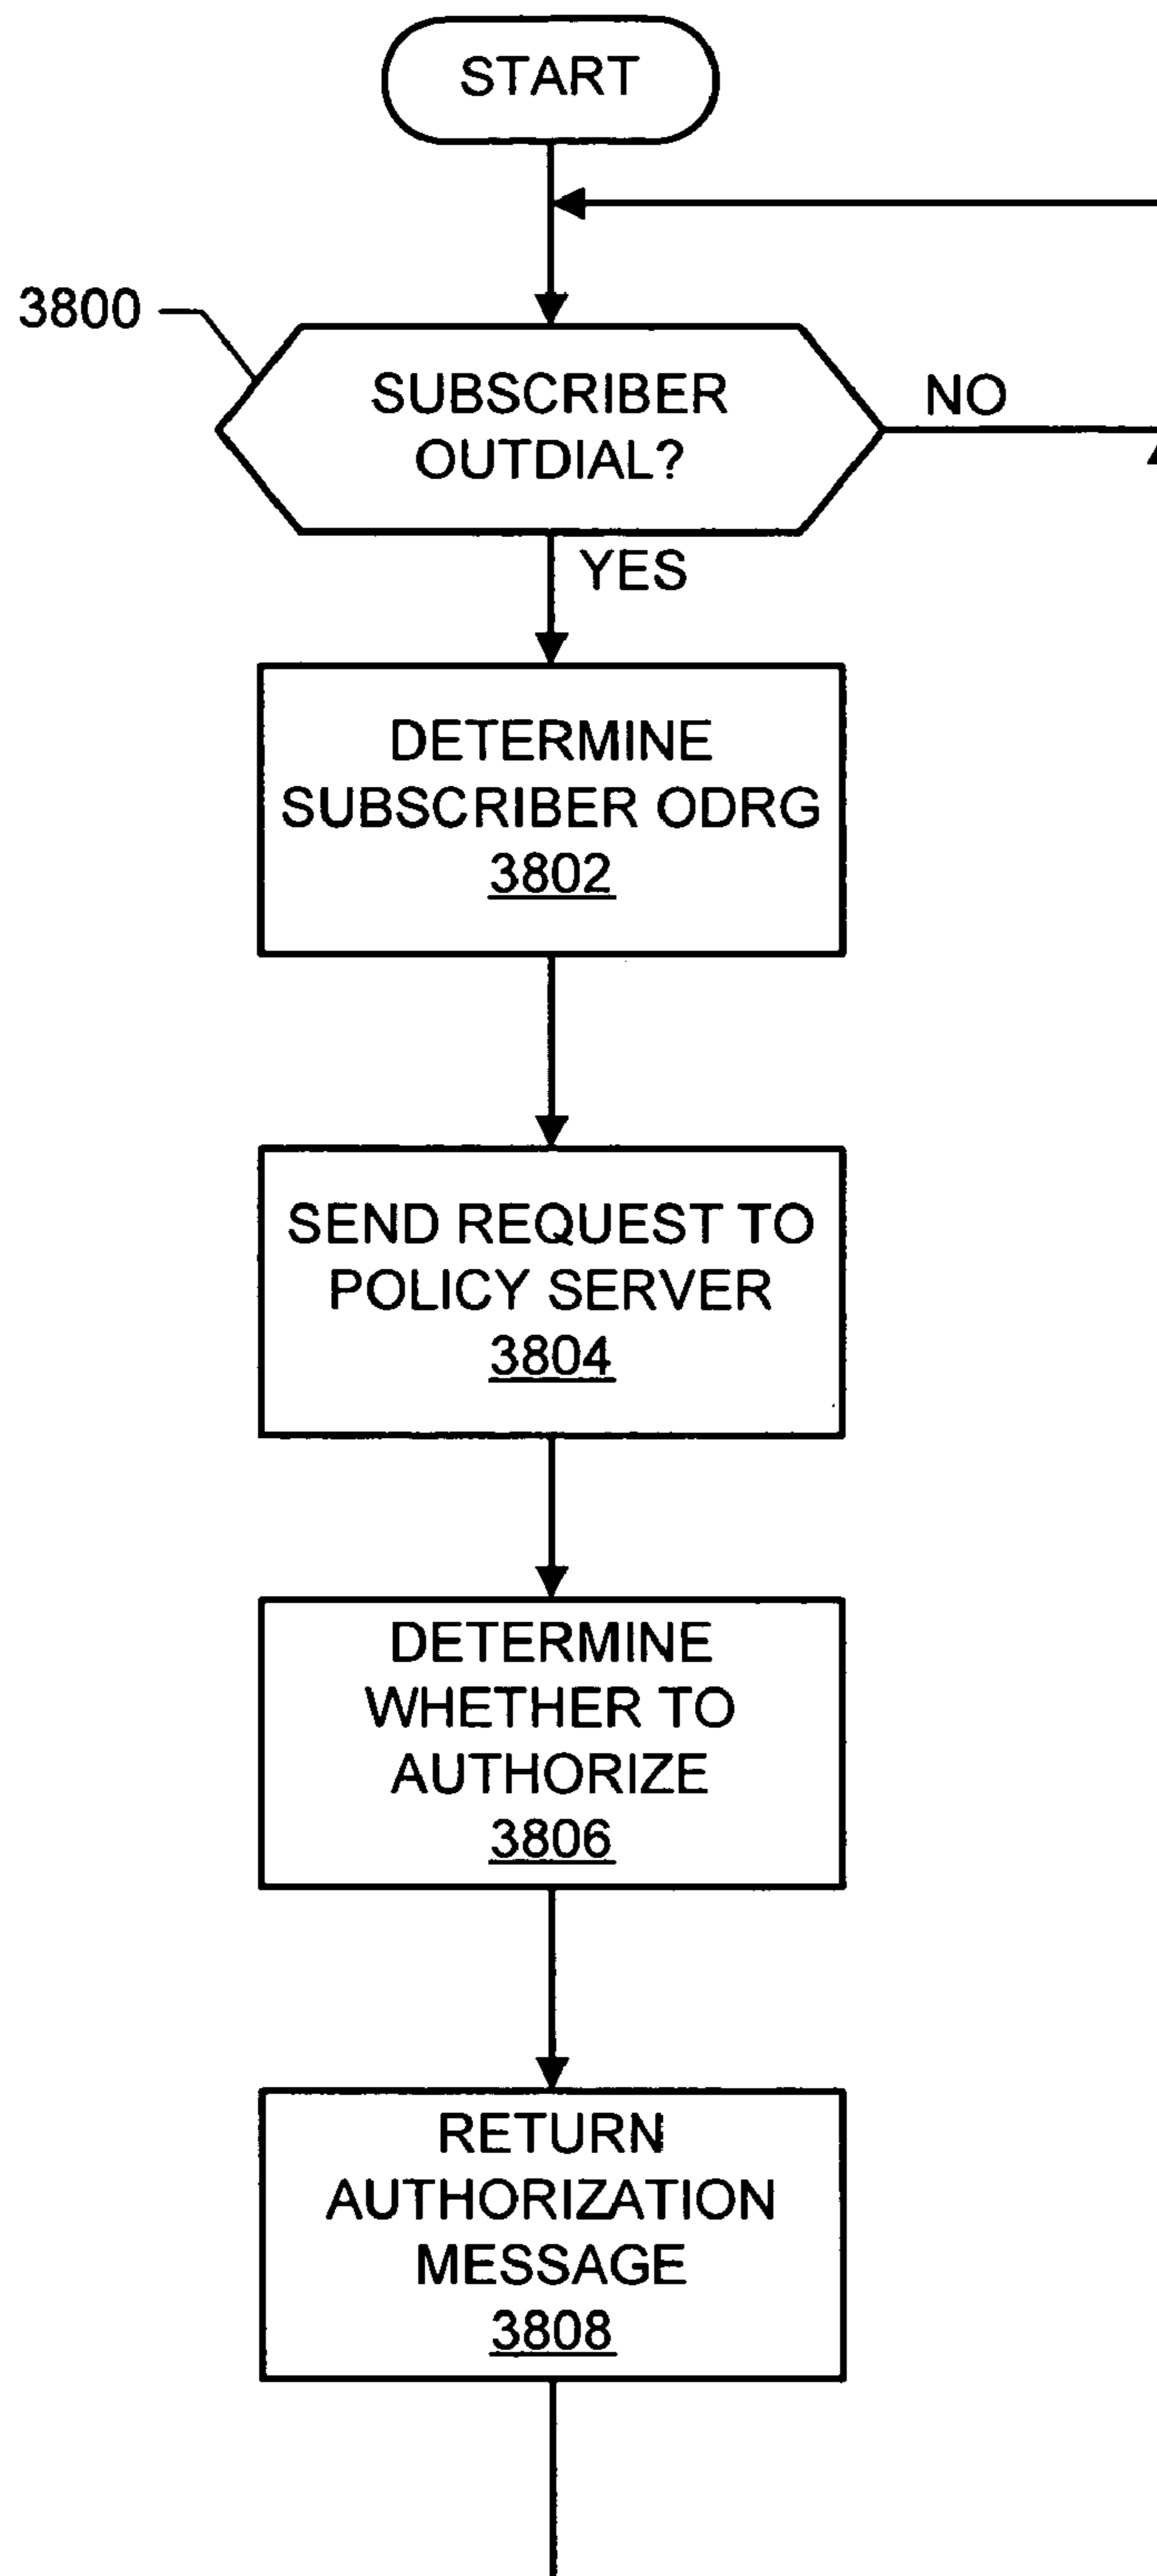 START
3800
SUBSCRIBER
OUTDIAL?
NO
YES
DETERMINE
SUBSCRIBER ODRG
3802
SEND REQUEST TO
POLICY SERVER
3804
DETERMINE
WHETHER TO
AUTHORIZE
3806
RETURN
AUTHORIZATION
MESSAGE
3808